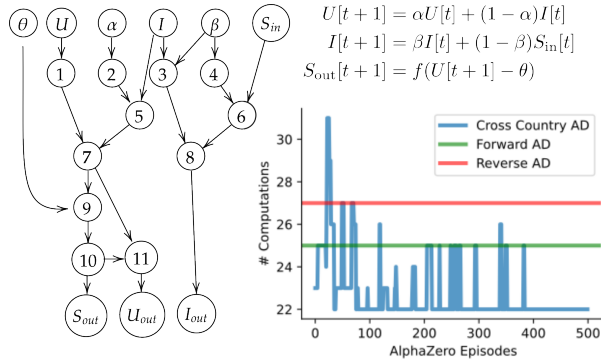 θ U α I β S_in
1 2 3 4
5 6
7 8
9
10 11
S_out U_out I_out
U[t + 1] = αU[t] + (1 − α)I[t]
I[t + 1] = βI[t] + (1 − β)S_in[t]
S_out[t + 1] = f(U[t + 1] − θ)
Cross Country AD
Forward AD
Reverse AD
# Computations
30
28
26
24
22
0 100 200 300 400 500
AlphaZero Episodes